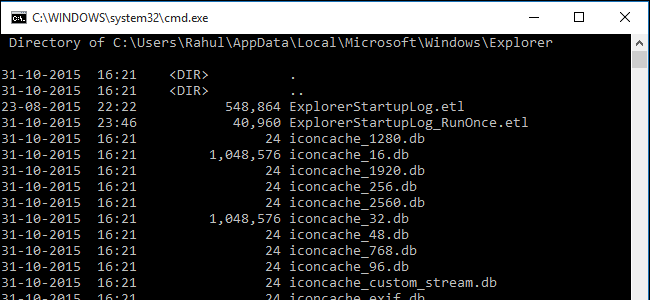 C:\WINDOWS\system32\cmd.exe
Directory of C:\Users\Rahul\AppData\Local\Microsoft\Windows\Explorer
31-10-2015  16:21    <DIR>          .
31-10-2015  16:21    <DIR>          ..
23-08-2015  22:22           548,864 ExplorerStartupLog.etl
31-10-2015  23:46            40,960 ExplorerStartupLog_RunOnce.etl
31-10-2015  16:21                24 iconcache_1280.db
31-10-2015  16:21         1,048,576 iconcache_16.db
31-10-2015  16:21                24 iconcache_1920.db
31-10-2015  16:21                24 iconcache_256.db
31-10-2015  16:21                24 iconcache_2560.db
31-10-2015  16:21         1,048,576 iconcache_32.db
31-10-2015  16:21                24 iconcache_48.db
31-10-2015  16:21                24 iconcache_768.db
31-10-2015  16:21                24 iconcache_96.db
31-10-2015  16:21                24 iconcache_custom_stream.db
31-10-2015  16:21                24 iconcache_exif.db